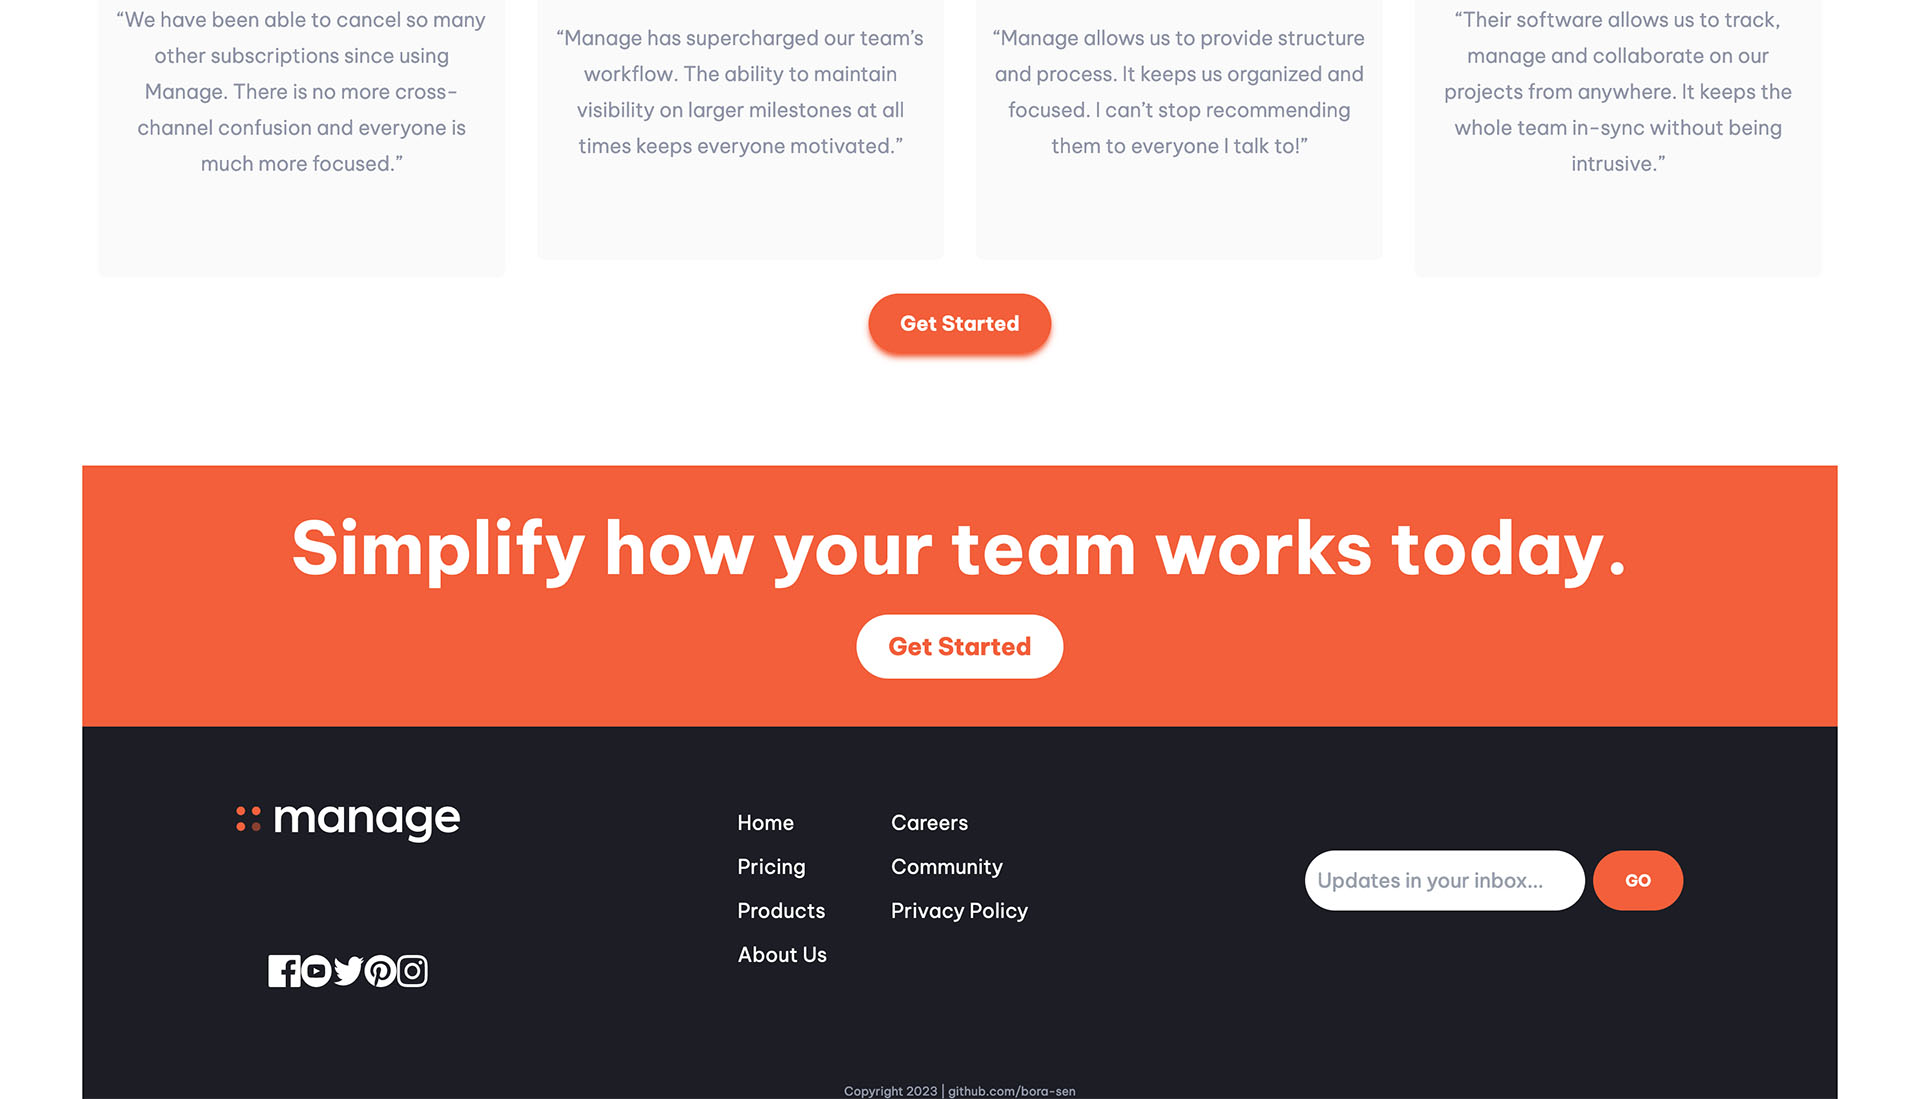 “We have been able to cancel so many
other subscriptions since using
Manage. There is no more cross-
channel confusion and everyone is
much more focused.”
“Manage has supercharged our team’s
workflow. The ability to maintain
visibility on larger milestones at all
times keeps everyone motivated.”
“Manage allows us to provide structure
and process. It keeps us organized and
focused. I can’t stop recommending
them to everyone I talk to!”
“Their software allows us to track,
manage and collaborate on our
projects from anywhere. It keeps the
whole team in-sync without being
intrusive.”
Get Started
Simplify how your team works today.
Get Started
manage
Home
Pricing
Products
About Us
Careers
Community
Privacy Policy
Updates in your inbox...
GO
Copyright 2023 | github.com/bora-sen